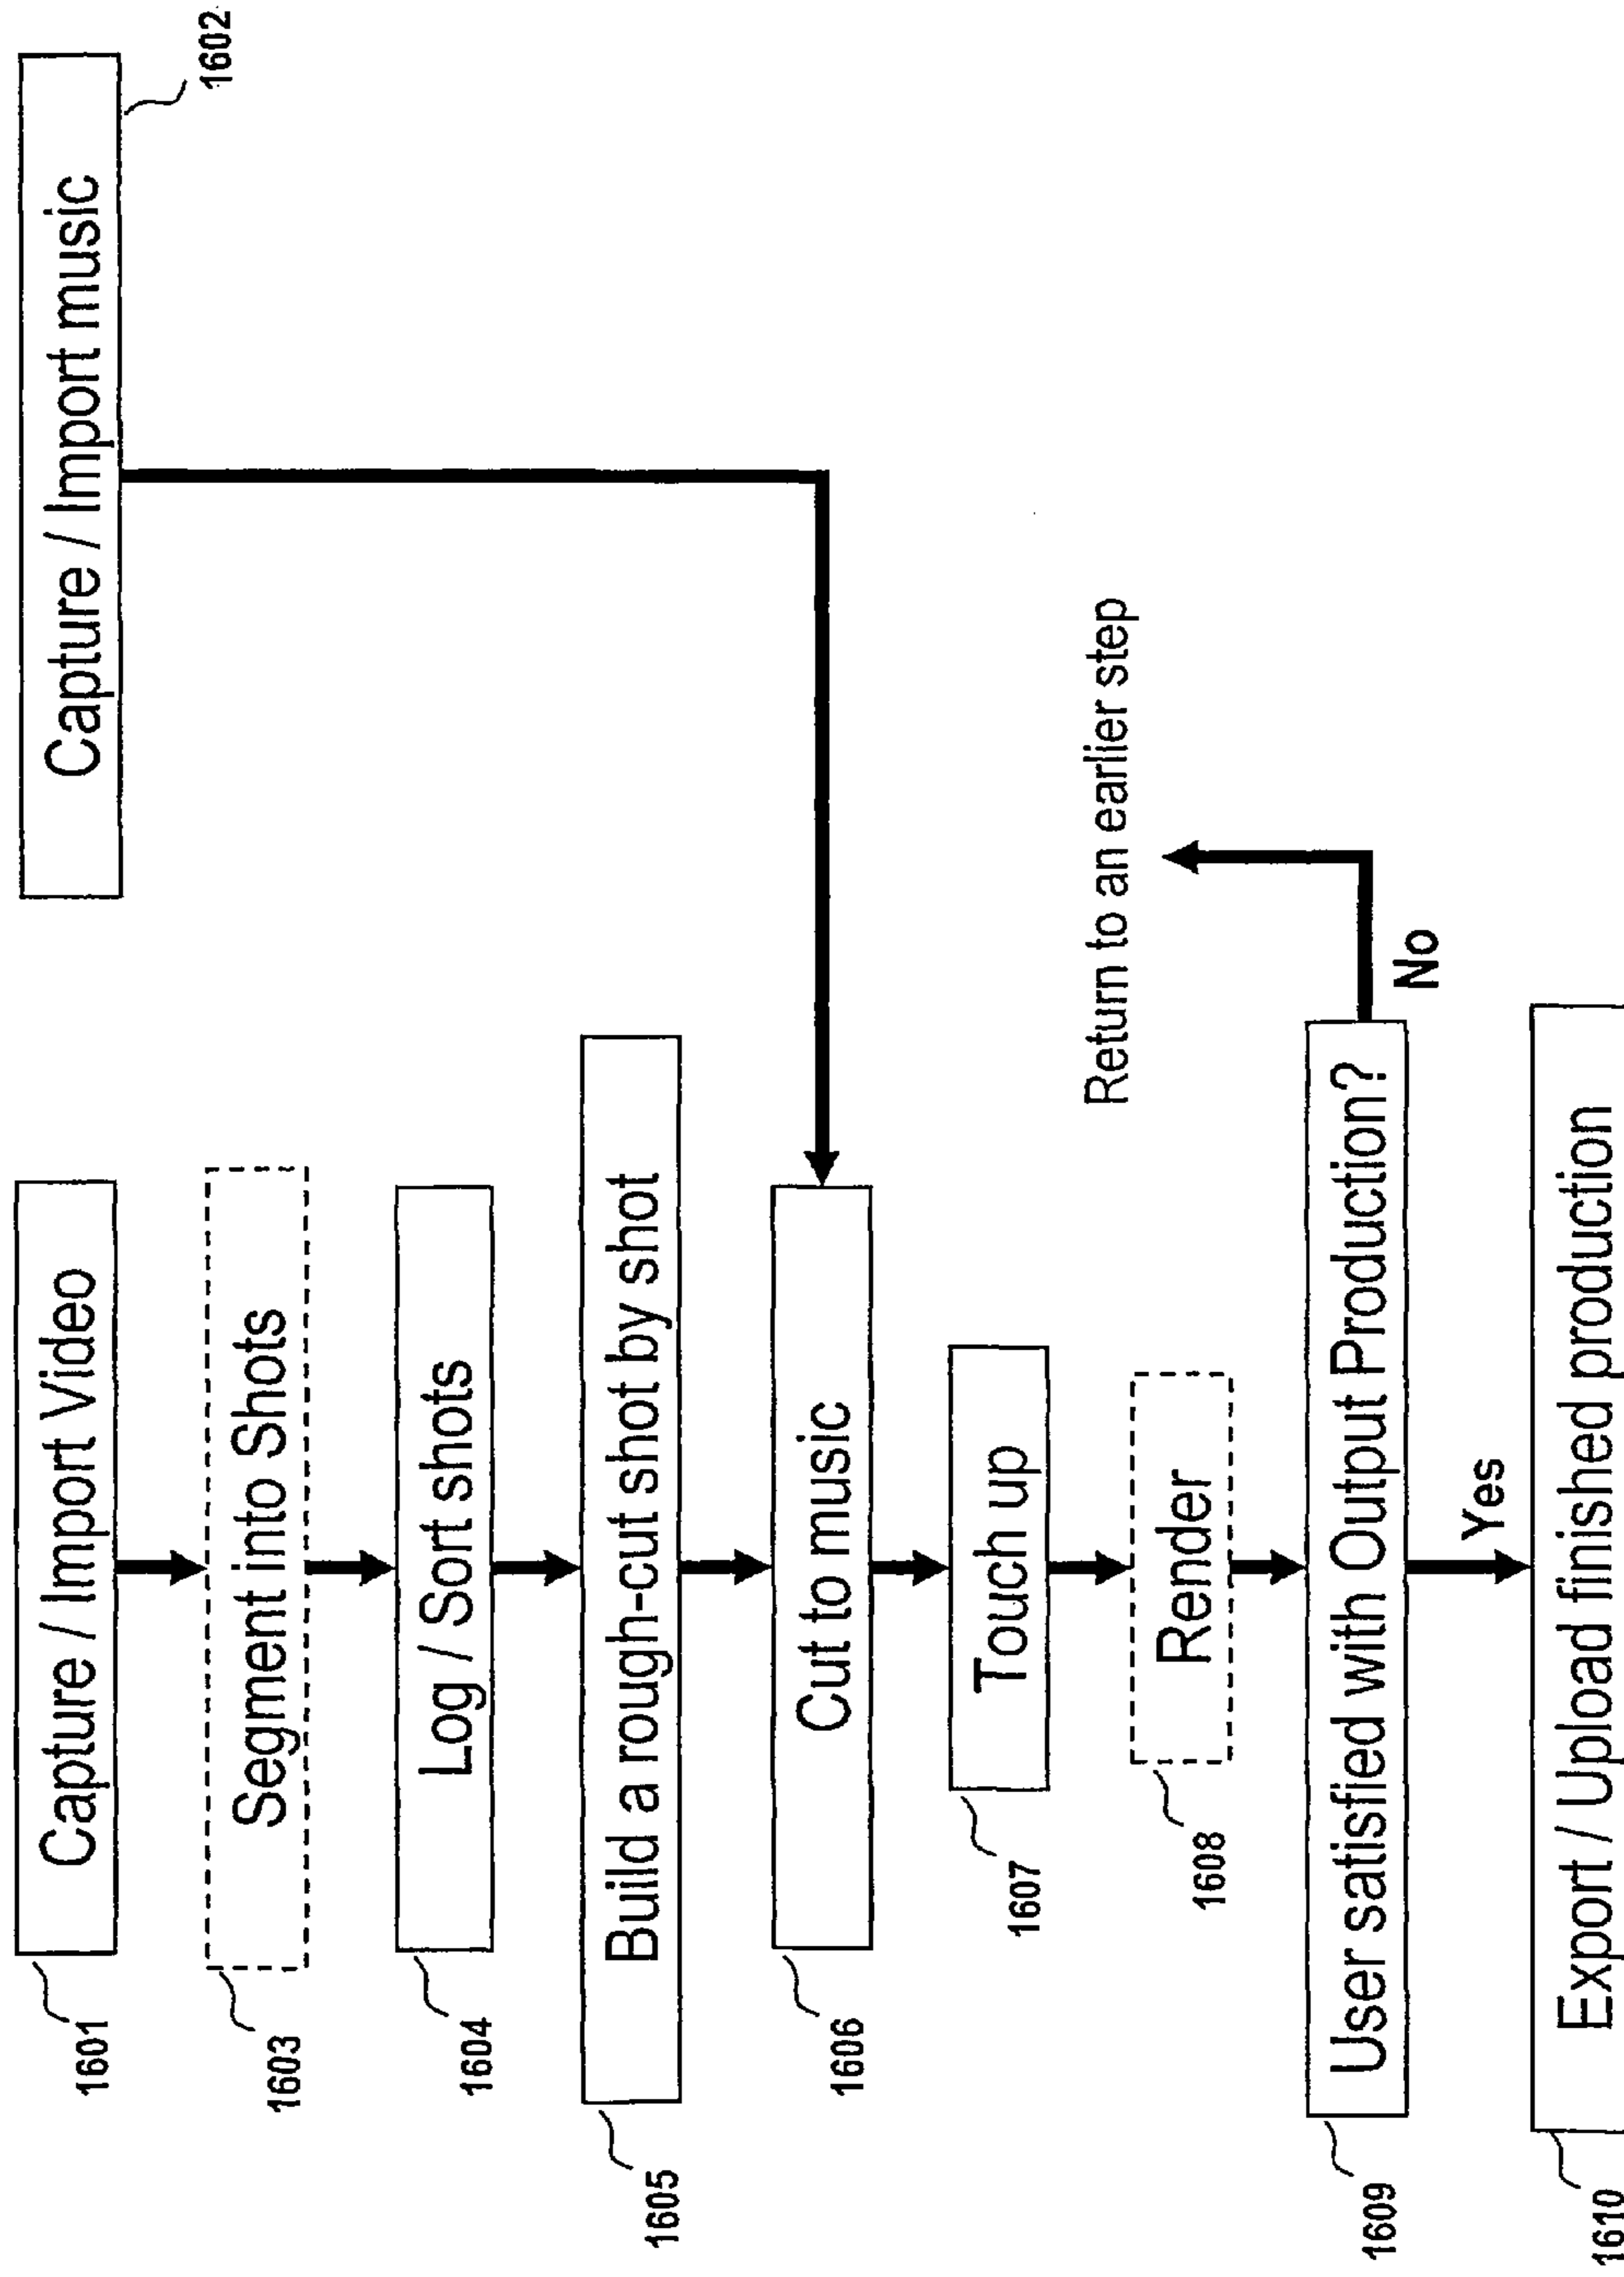 1601
Capture / Import Video
Capture / Import music
1602
1603
Segment into Shots
1604
Log / Sort shots
1605
Build a rough-cut shot by shot
1606
Cut to music
1607
Touch up
Return to an earlier step
1608
Render
1609
User satisfied with Output Production?
No
Yes
1610
Export / Upload finished production